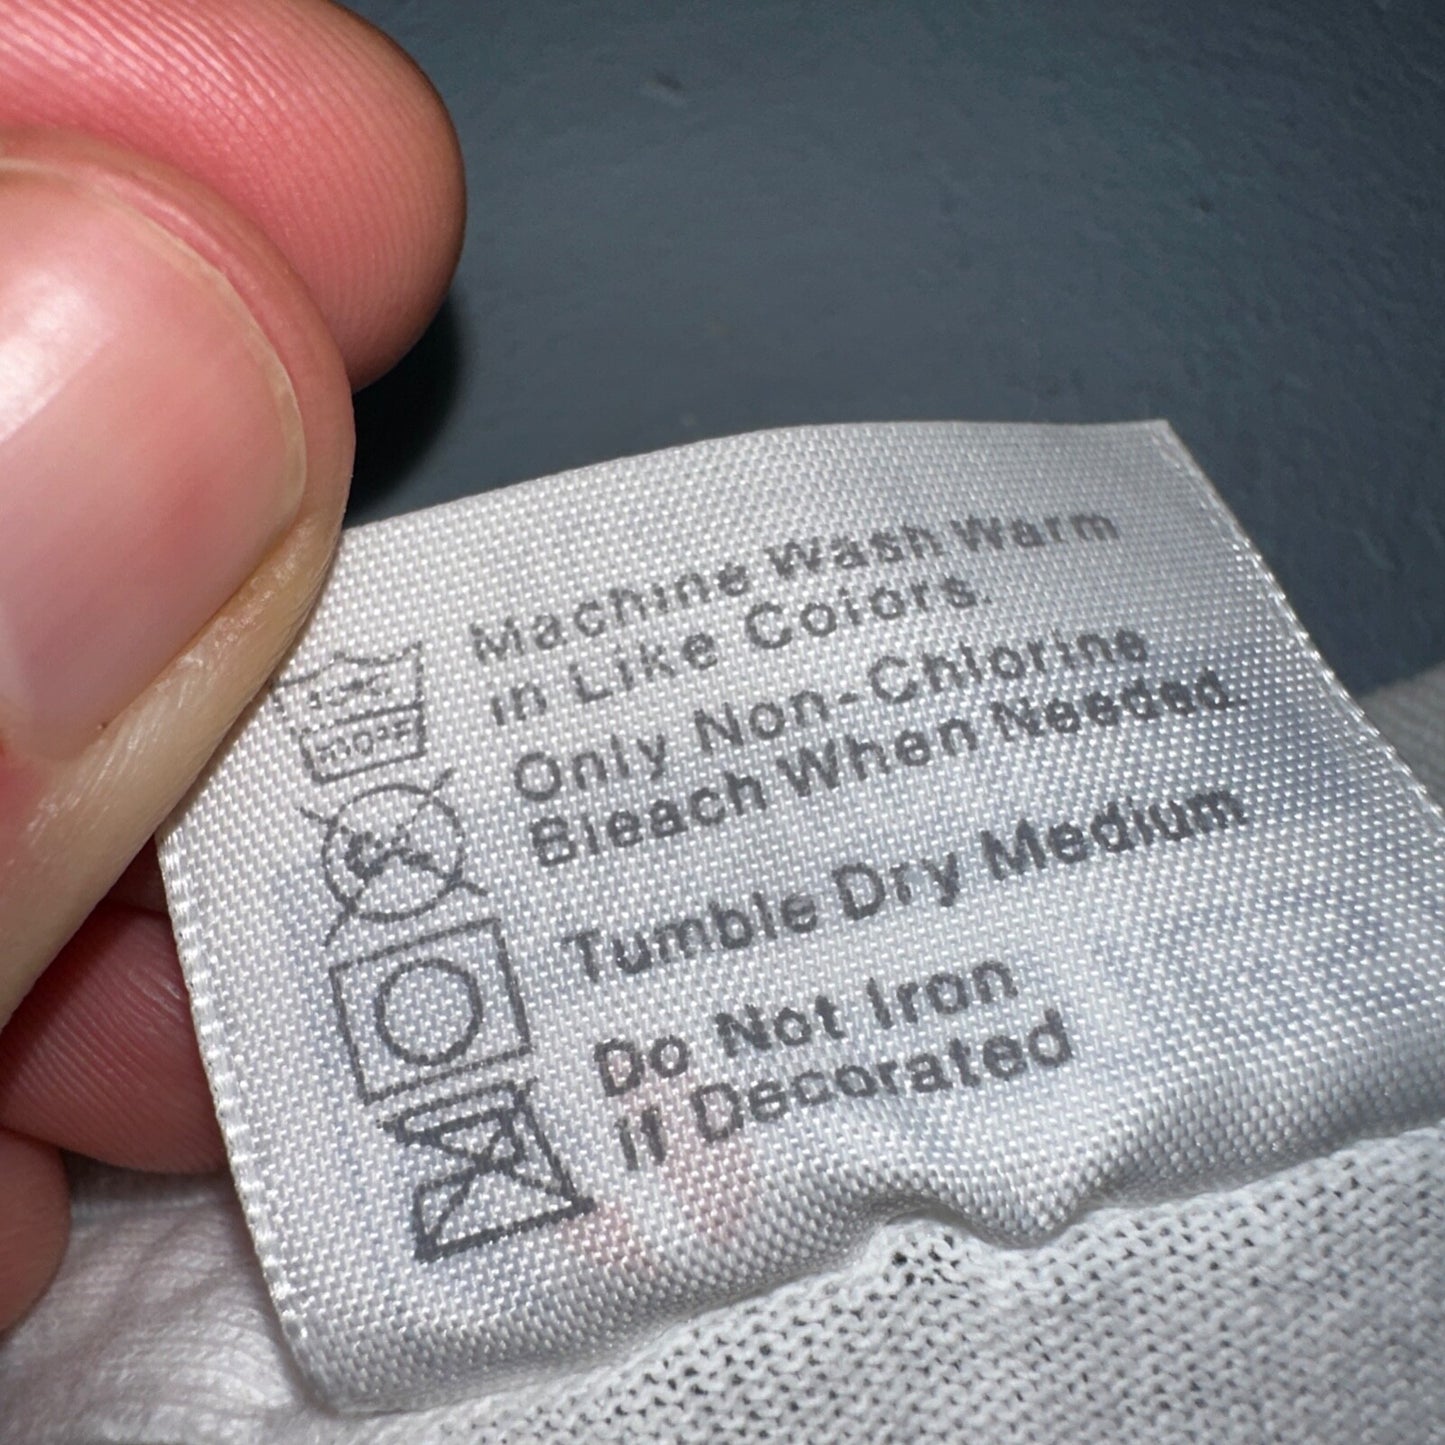 Machine Wash Warm
in Like Colors.
Only Non-Chlorine
Bleach When Needed.
Tumble Dry Medium
Do Not Iron
If Decorated